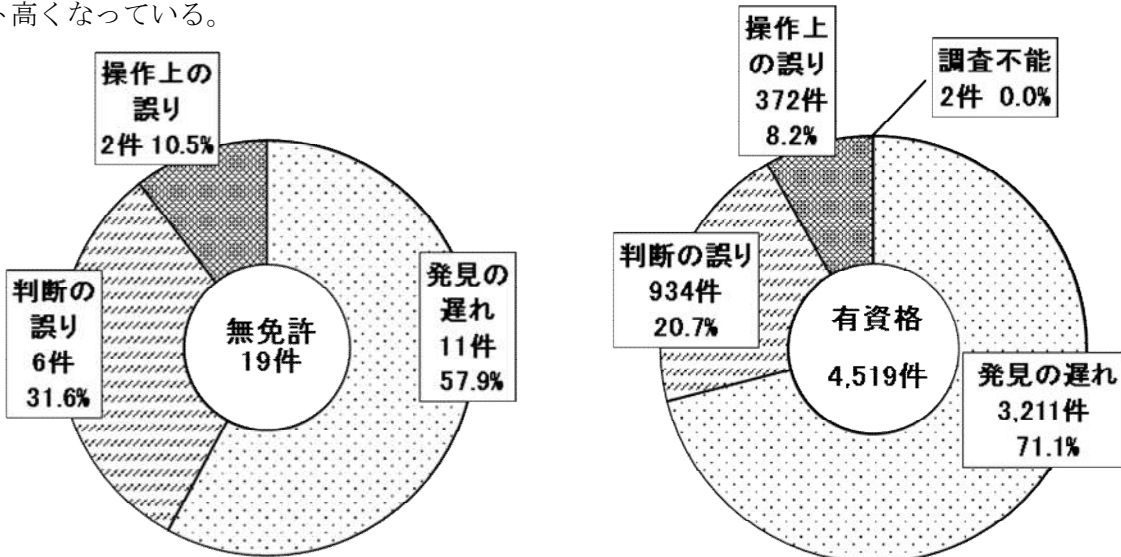 ト高くなっている。
操作上の
誤り
2件 10.5%
判断の
誤り
6件
31.6%
無免許
19件
発見の
遅れ
11件
57.9%
操作上
の誤り
372件
8.2%
調査不能
2件 0.0%
判断の誤り
934件
20.7%
有資格
4,519件
発見の遅れ
3,211件
71.1%